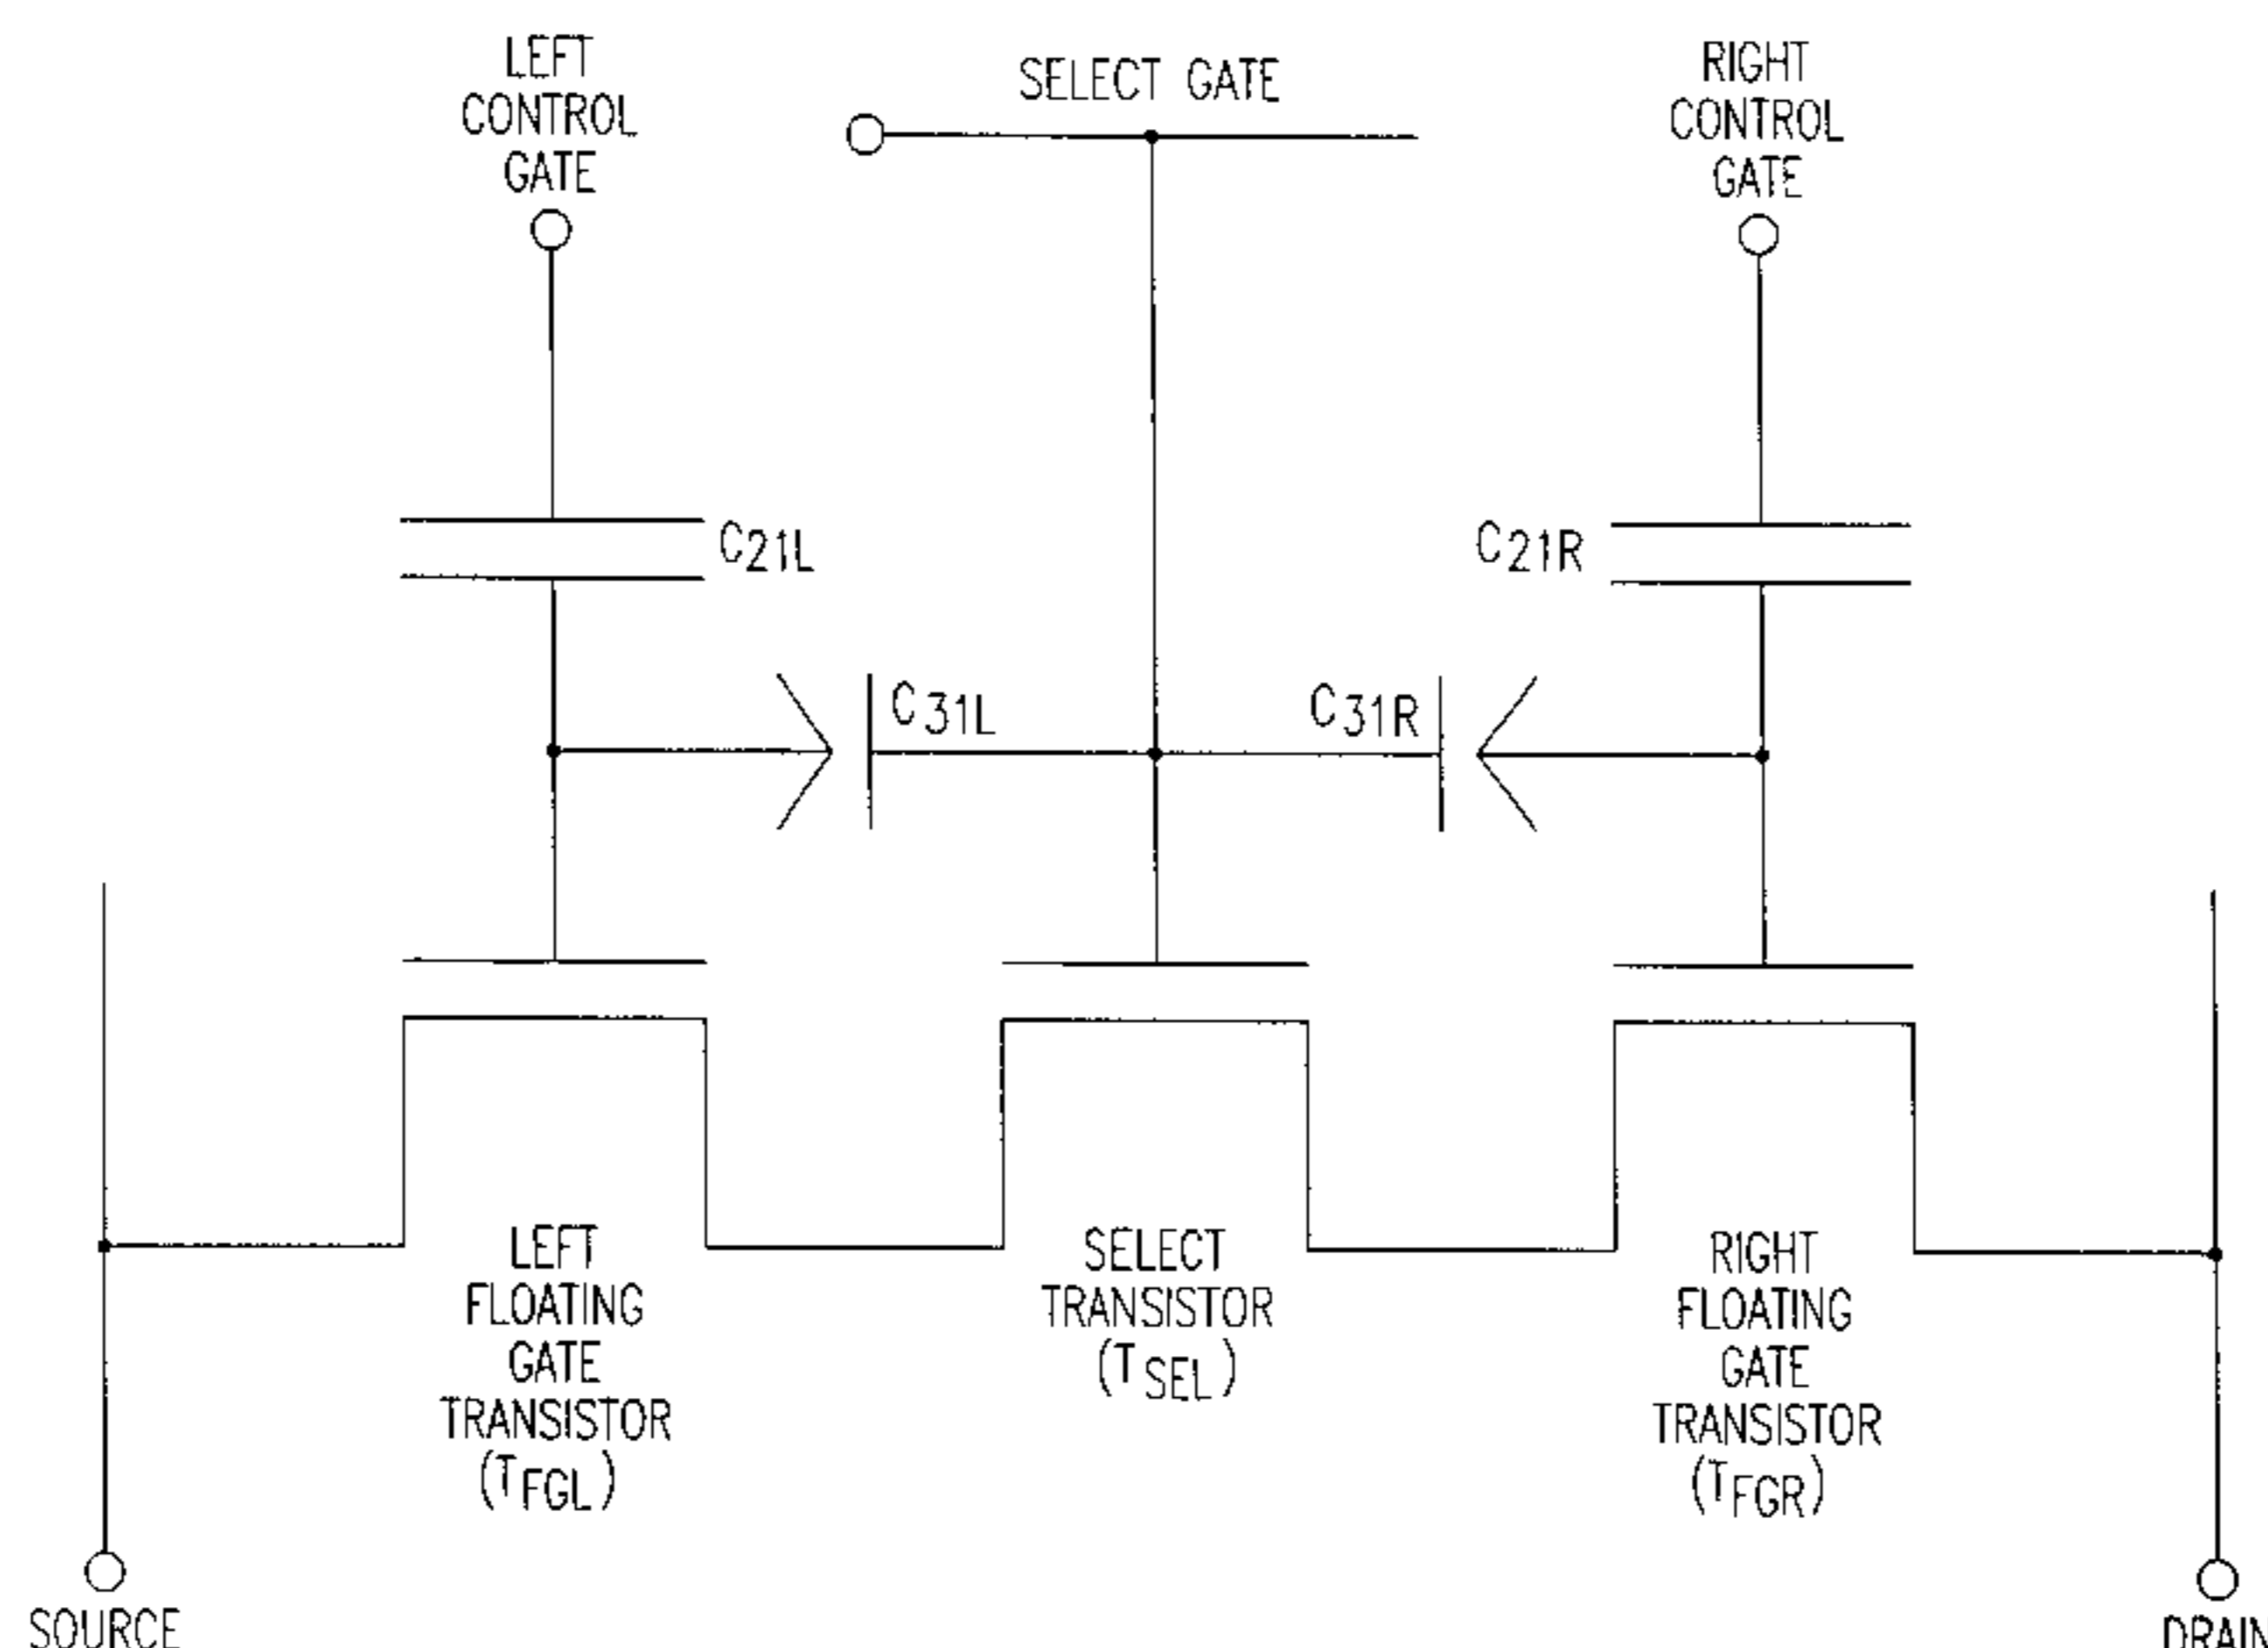 LEFT
CONTROL
GATE
SELECT GATE
RIGHT
CONTROL
GATE
C21L
C21R
C31L
C31R
LEFT
FLOATING
GATE
TRANSISTOR
(TFGL)
SELECT
TRANSISTOR
(TSEL)
RIGHT
FLOATING
GATE
TRANSISTOR
(TFGR)
SOURCE
DRAIN